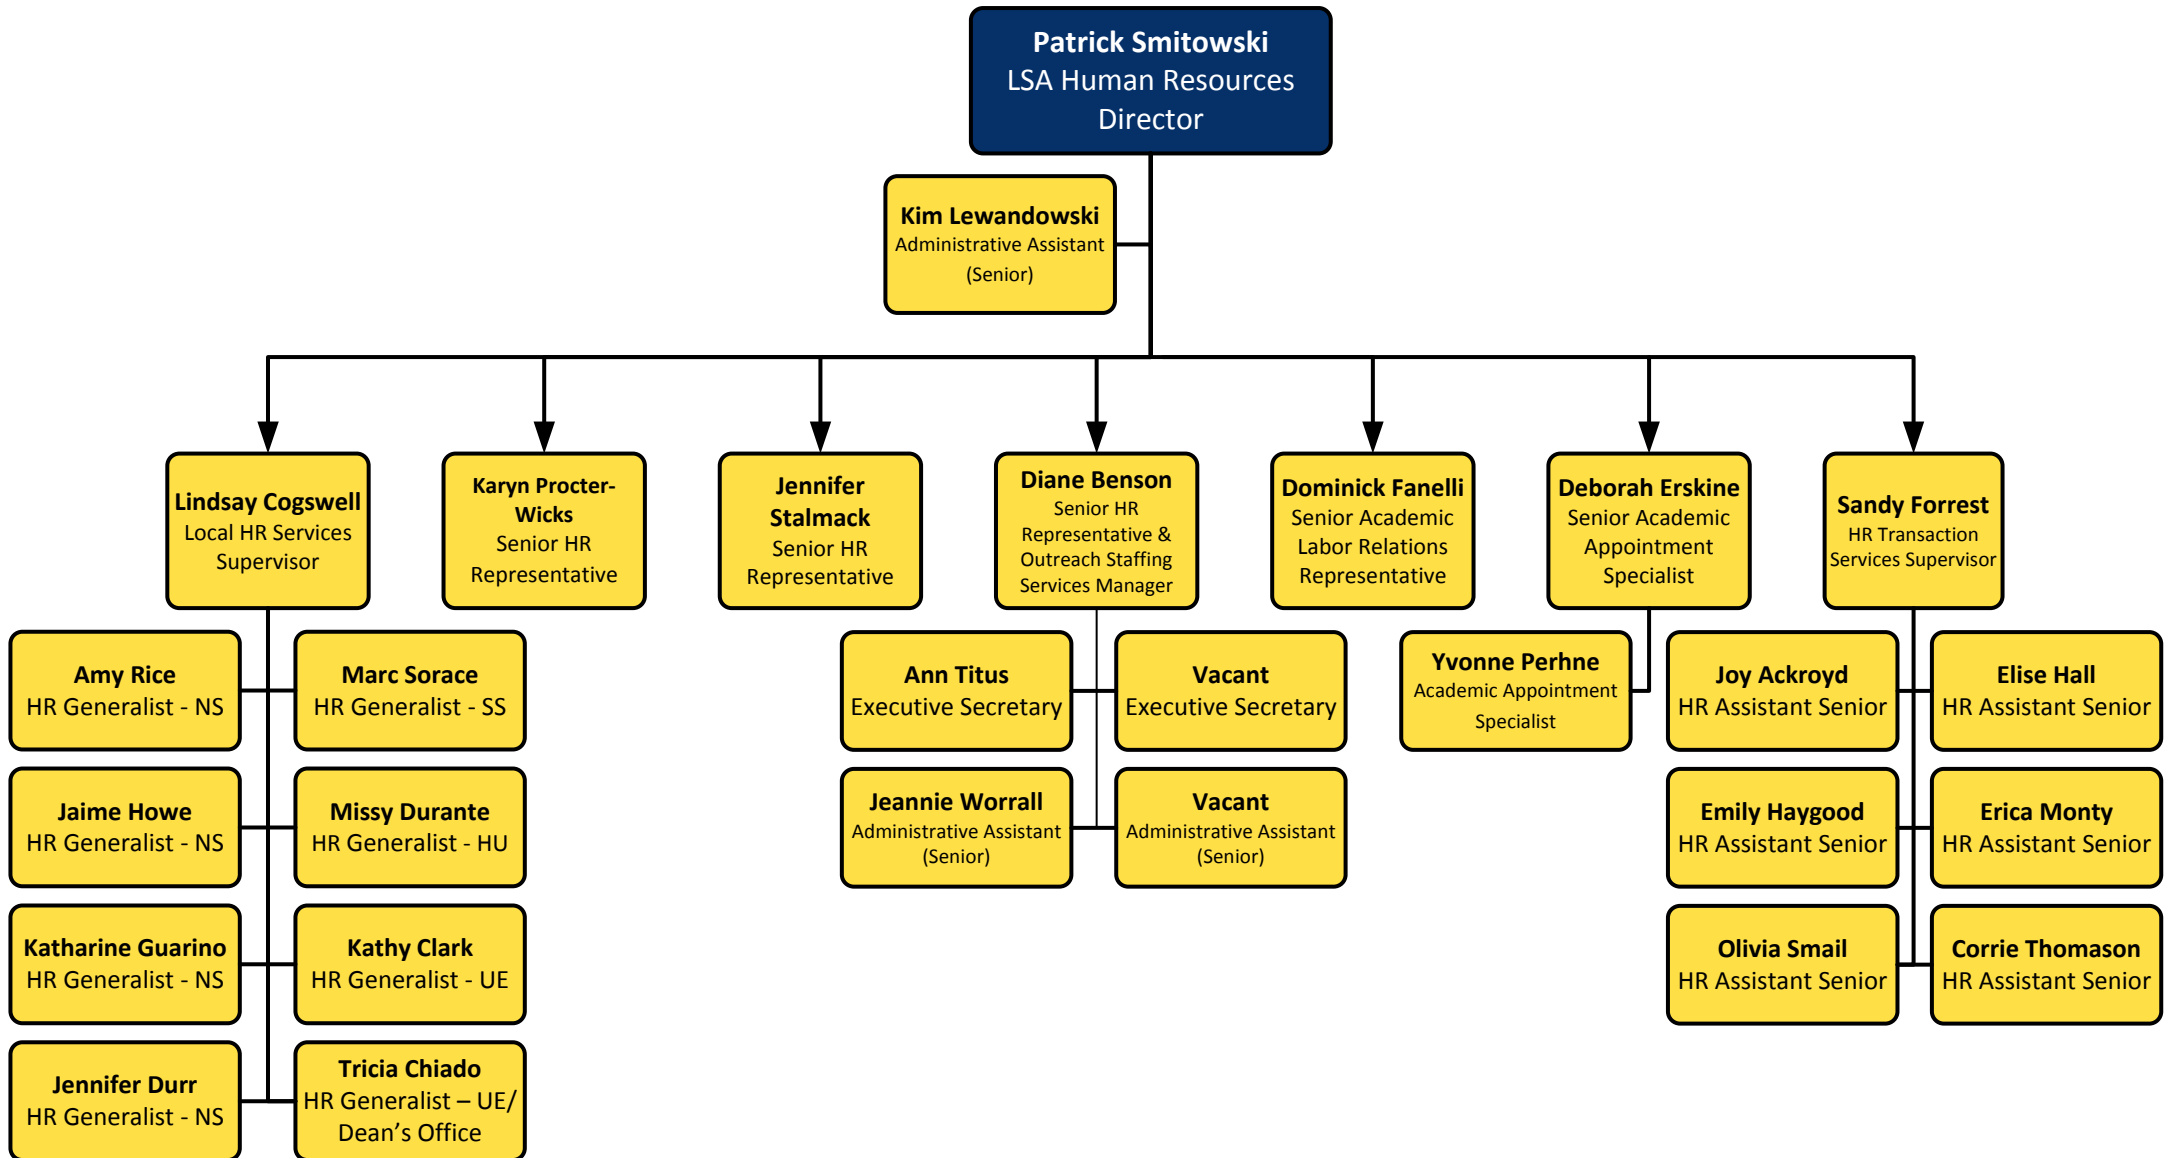 Patrick Smitowski
LSA Human Resources
Director
Kim Lewandowski
Administrative Assistant
(Senior)
Lindsay Cogswell
Local HR Services
Supervisor
Karyn Procter-
Wicks
Senior HR
Representative
Jennifer
Stalmack
Senior HR
Representative
Diane Benson
Senior HR
Representative &
Outreach Staffing
Services Manager
Dominick Fanelli
Senior Academic
Labor Relations
Representative
Deborah Erskine
Senior Academic
Appointment
Specialist
Sandy Forrest
HR Transaction
Services Supervisor
Amy Rice
HR Generalist - NS
Marc Sorace
HR Generalist - SS
Ann Titus
Executive Secretary
Vacant
Executive Secretary
Yvonne Perhne
Academic Appointment
Specialist
Joy Ackroyd
HR Assistant Senior
Elise Hall
HR Assistant Senior
Jaime Howe
HR Generalist - NS
Missy Durante
HR Generalist - HU
Jeannie Worrall
Administrative Assistant
(Senior)
Vacant
Administrative Assistant
(Senior)
Emily Haygood
HR Assistant Senior
Erica Monty
HR Assistant Senior
Katharine Guarino
HR Generalist - NS
Kathy Clark
HR Generalist - UE
Olivia Smail
HR Assistant Senior
Corrie Thomason
HR Assistant Senior
Jennifer Durr
HR Generalist - NS
Tricia Chiado
HR Generalist – UE/
Dean’s Office